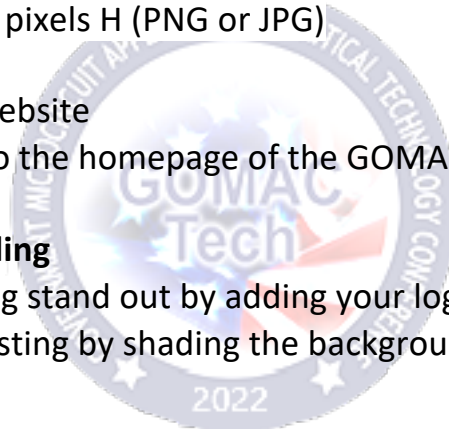 pixels H (PNG or JPG)
ebsite
o the homepage of the GOMA
ling
g stand out by adding your log
sting by shading the backgrou
GOMAC
Tech
2022